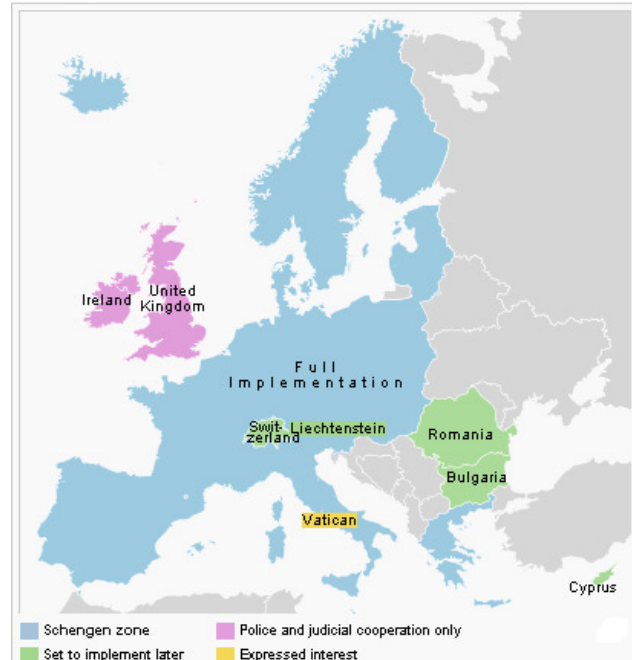 Ireland
United
Kingdom
Full
Implementation
Swit-
zerland
Liechtenstein
Romania
Bulgaria
Vatican
Cyprus
Schengen zone
Police and judicial cooperation only
Set to implement later
Expressed interest